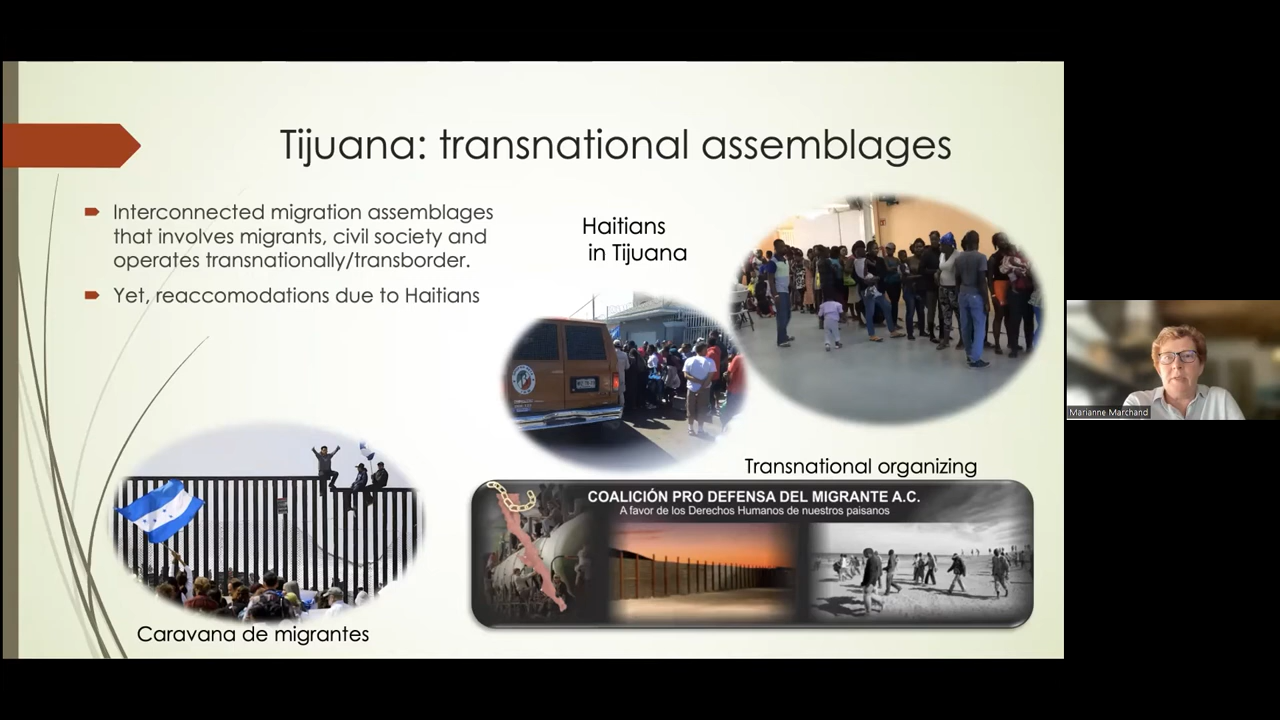 Tijuana: transnational assemblages
Interconnected migration assemblages
that involves migrants, civil society and
operates transnationally/transborder.
Yet, reaccomodations due to Haitians
Haitians
in Tijuana
Transnational organizing
COALICIÓN PRO DEFENSA DEL MIGRANTE A.C.
A favor de los Derechos Humanos de nuestros paisanos
Caravana de migrantes
Marianne Marchand